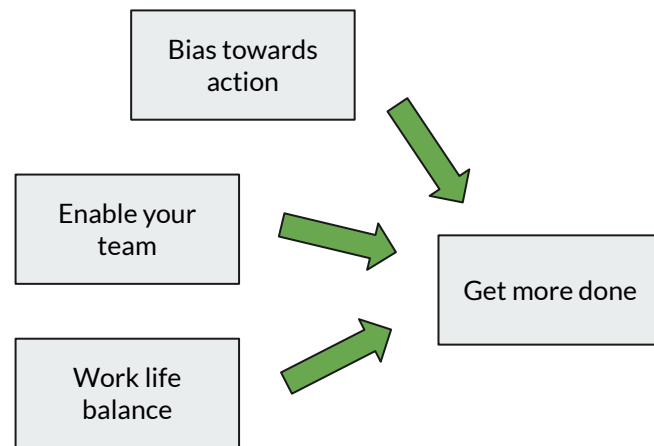 Bias towards
action
Enable your
team
Get more done
Work life
balance